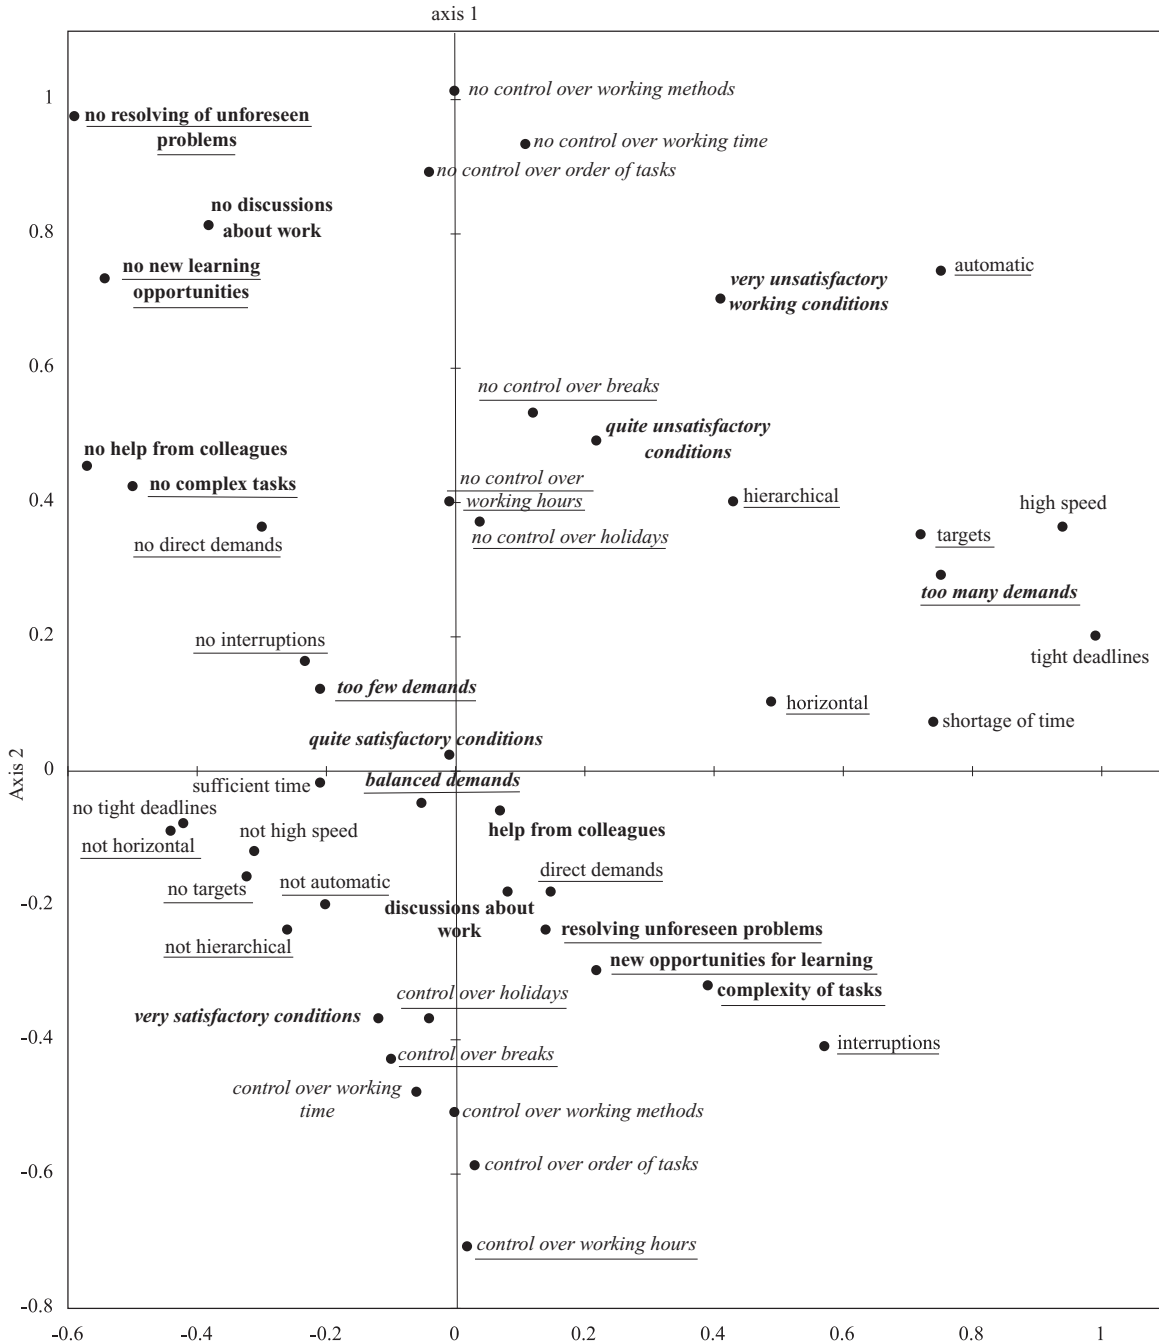 axis 1
1
no control over working methods
no resolving of unforeseen
problems
no control over working time
no control over order of tasks
no discussions
about work
0.8
no new learning
opportunities
very unsatisfactory
working conditions
automatic
0.6
no control over breaks
quite unsatisfactory
conditions
no help from colleagues
no complex tasks
no control over
working hours
0.4
hierarchical
high speed
no direct demands
no control over holidays
targets
too many demands
0.2
no interruptions
tight deadlines
too few demands
horizontal
shortage of time
quite satisfactory conditions
Axis 2
0
sufficient time
balanced demands
no tight deadlines
not horizontal
not high speed
help from colleagues
no targets
not automatic
direct demands
-0.2
discussions about
work
not hierarchical
resolving unforeseen problems
new opportunities for learning
complexity of tasks
control over holidays
very satisfactory conditions
-0.4
interruptions
control over breaks
control over working
time
control over working methods
-0.6
control over order of tasks
control over working hours
-0.8
-0.6
-0.4
-0.2
0
0.2
0.4
0.6
0.8
1